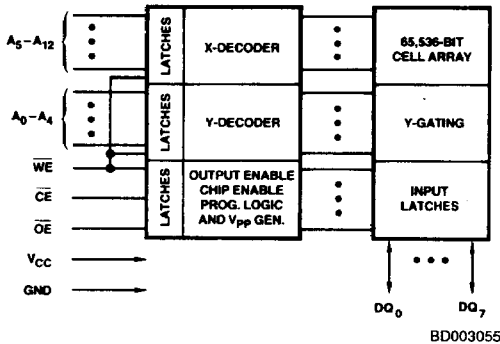 A5–A12
LATCHES
X-DECODER
65,536-BIT
CELL ARRAY
A0–A4
LATCHES
Y-DECODER
Y-GATING
WE
CE
OE
LATCHES
OUTPUT ENABLE
CHIP ENABLE
PROG. LOGIC
AND VPP GEN.
INPUT
LATCHES
VCC
GND
DQ0
DQ7
BD003055